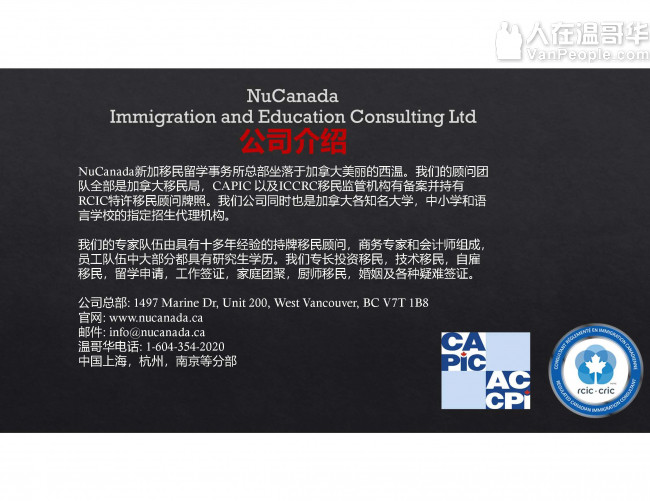 人在温哥华
VanPeople.com
NuCanada
Immigration and Education Consulting Ltd
公司介绍
NuCanada新加移民留学事务所总部坐落于加拿大美丽的西温。我们的顾问团
队全部是加拿大移民局，CAPIC 以及ICCRC移民监管机构有备案并持有
RCIC特许移民顾问牌照。我们公司同时也是加拿大各知名大学，中小学和语
言学校的指定招生代理机构。
我们的专家队伍由具有十多年经验的持牌移民顾问，商务专家和会计师组成，
员工队伍中大部分都具有研究生学历。我们专长投资移民，技术移民，自雇
移民，留学申请，工作签证，家庭团聚，厨师移民，婚姻及各种疑难签证。
公司总部: 1497 Marine Dr, Unit 200, West Vancouver, BC V7T 1B8
官网: www.nucanada.ca
邮件: info@nucanada.ca
温哥华电话: 1-604-354-2020
中国上海，杭州，南京等分部
CA
PiC
AC
CPi
CONSULTANT RÉGLEMENTÉ EN IMMIGRATION CANADIENNE
rcic·cric
REGULATED CANADIAN IMMIGRATION CONSULTANT